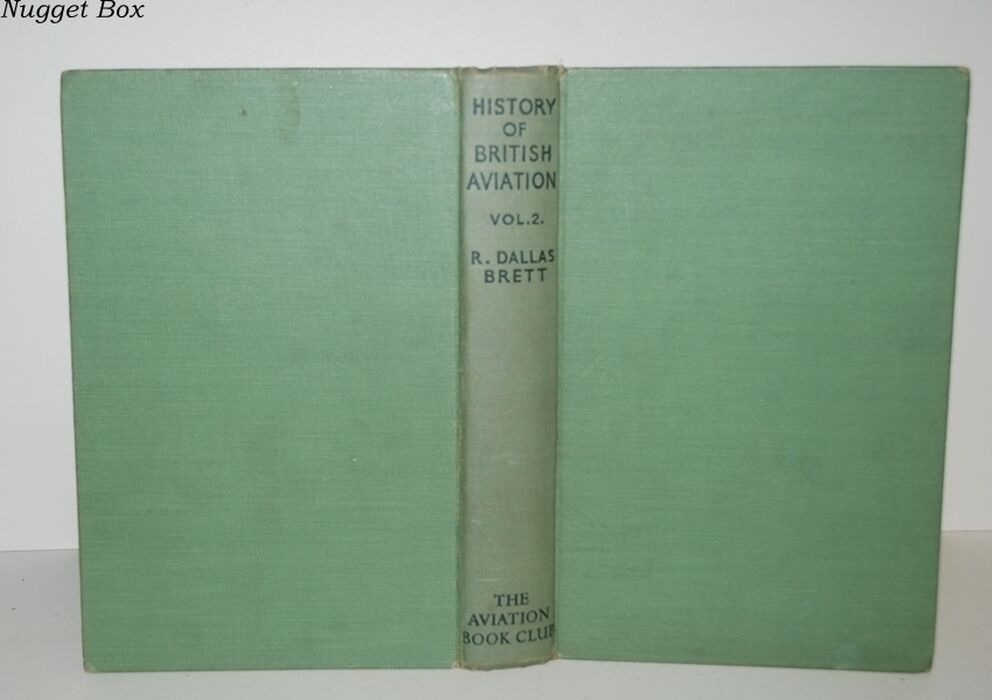 Nugget Box
HISTORY
OF
BRITISH
AVIATION
VOL.2.
R. DALLAS
BRETT
THE
AVIATION
BOOK CLUB